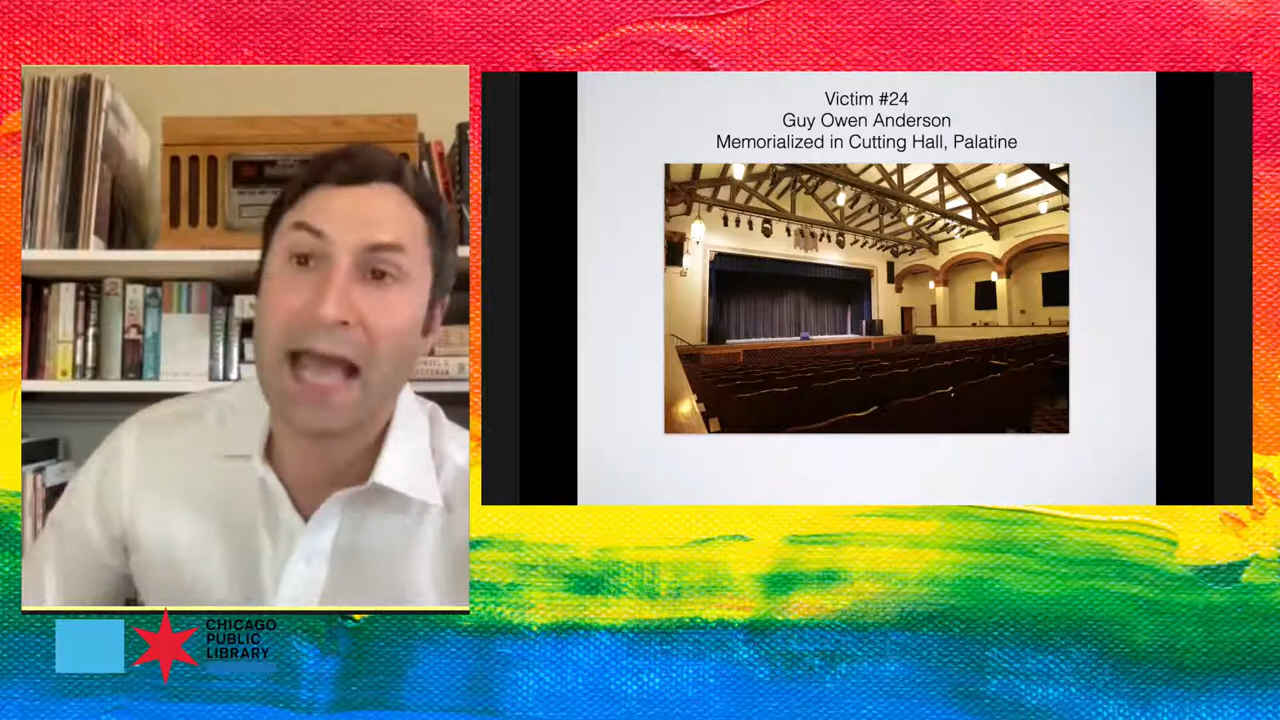 Victim #24
Guy Owen Anderson
Memorialized in Cutting Hall, Palatine
CHICAGO
PUBLIC
LIBRARY